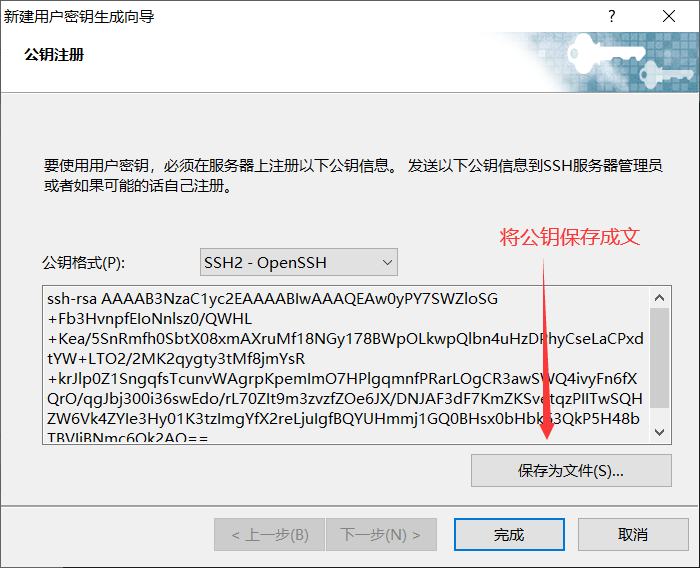 新建用户密钥生成向导
公钥注册
要使用用户密钥，必须在服务器上注册以下公钥信息。 发送以下公钥信息到SSH服务器管理员
或者如果可能的话自己注册。
将公钥保存成文
公钥格式(P):
SSH2 - OpenSSH
ssh-rsa AAAAB3NzaC1yc2EAAAABIwAAAQEAw0yPY7SWZloSG
+Fb3HvnpfEIoNnlsz0/QWHL
+Kea/5SnRmfh0SbtX08xmAXruMf18NGy178BWpOLkwpQlbn4uHzDPhyCseLaCPxd
tYW+LTO2/2MK2qygty3tMf8jmYsR
+krJlp0Z1SngqfsTcunvWAgrpKpemImO7HPlgqmnfPRarLOgCR3awSWQ4ivyFn6fX
QrO/qgJbj300i36swEdo/rL70ZIt9m3zvzfZOe6JX/DNJAF3dF7KmZKSvetqzPIITwSQH
ZW6Vk4ZYIe3Hy01K3tzImgYfX2reLjuIgfBQYUHmmj1GQ0BHsx0bHbk63QkP5H48b
TBVIjBNmc6Ok2AQ==
保存为文件(S)...
< 上一步(B)
下一步(N) >
完成
取消